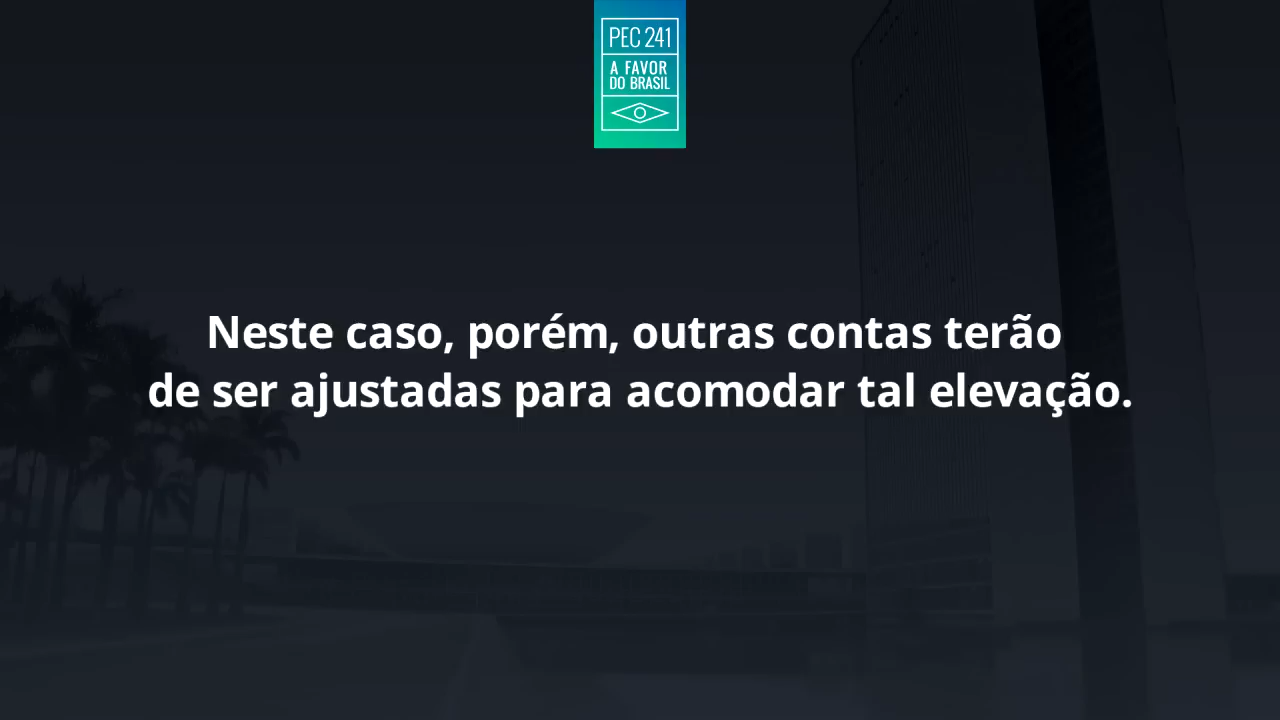 PEC 241
A FAVOR
DO BRASIL
Neste caso, porém, outras contas terão
de ser ajustadas para acomodar tal elevação.